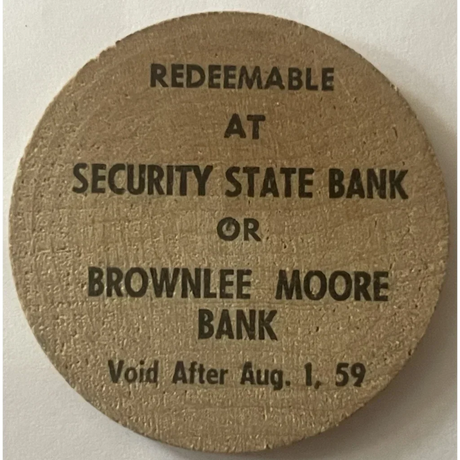 REDEEMABLE
AT
SECURITY STATE BANK
OR
BROWNLEE MOORE
BANK
Void After Aug. 1, 59